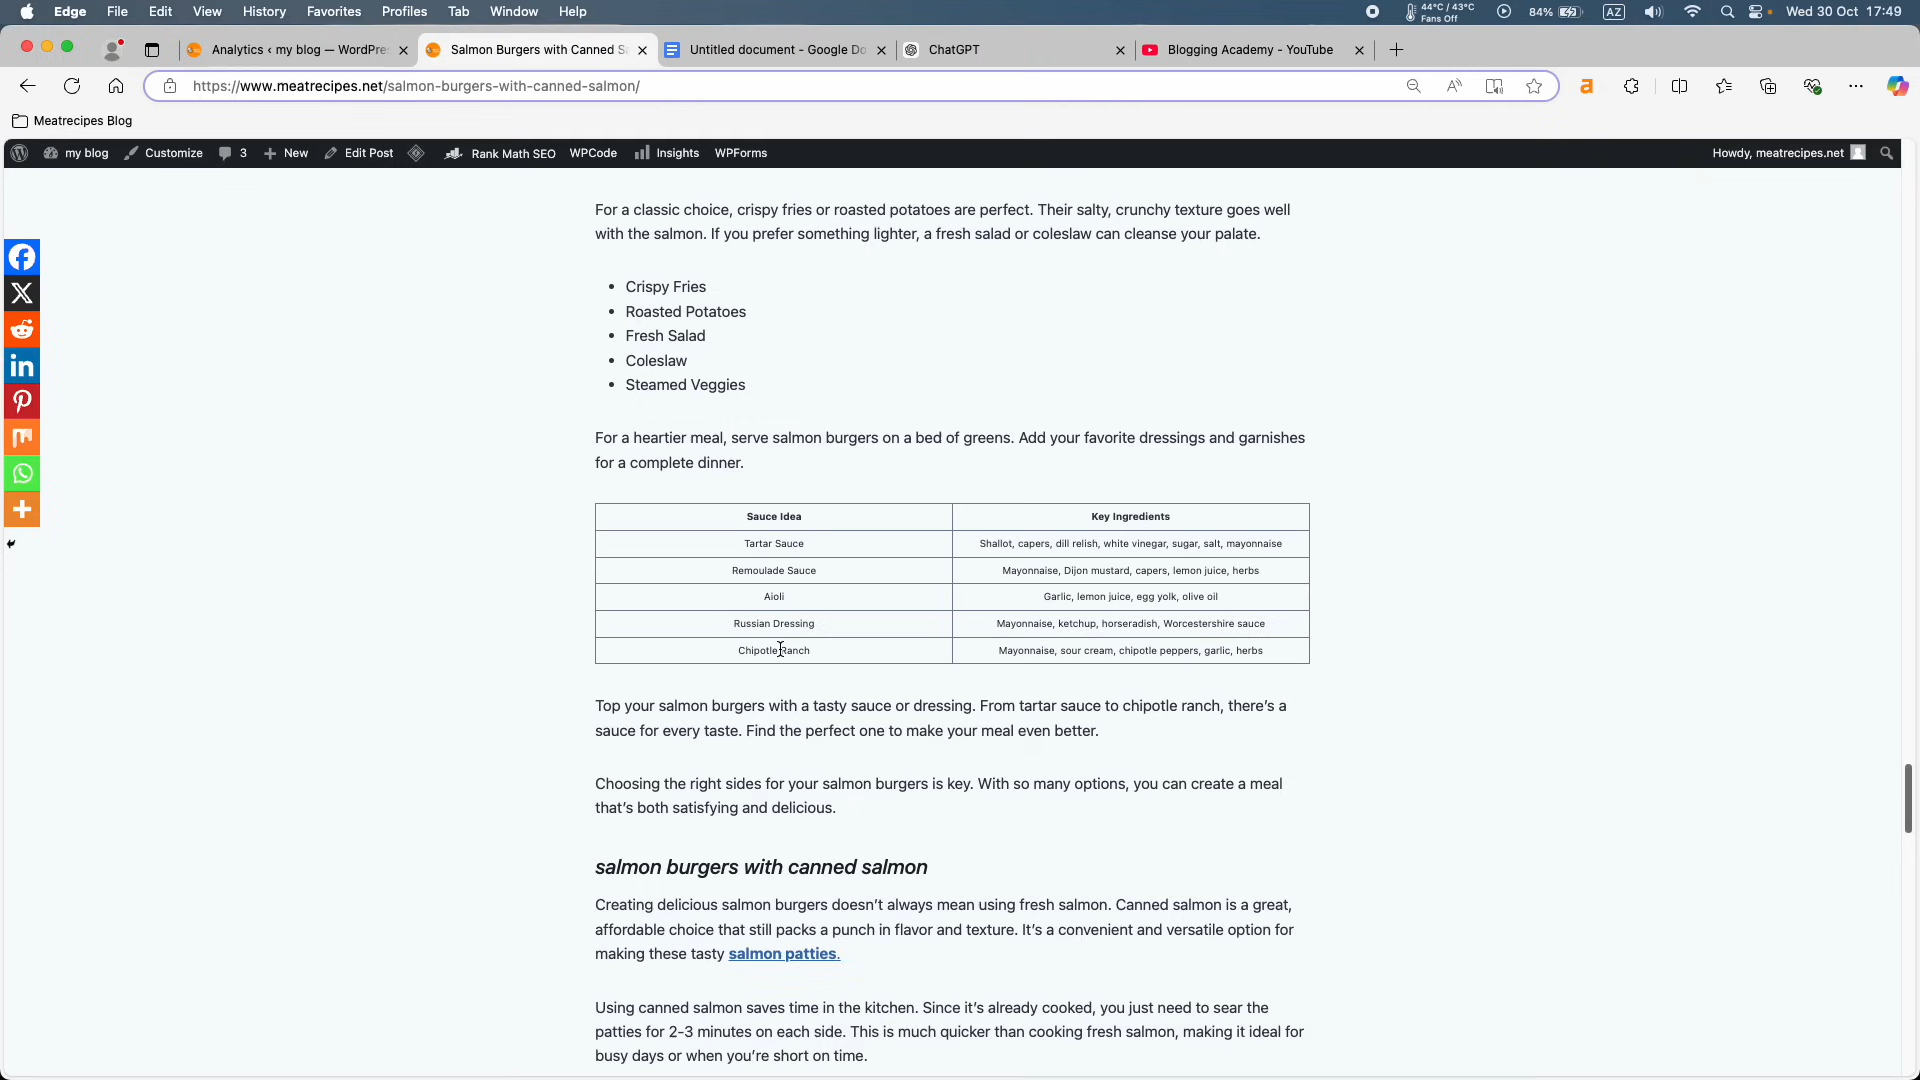 Edge File Edit View History Favorites Profiles Tab Window Help
44°C / 43°C
Fans Off
84%
AZ
Wed 30 Oct 17:49
Analytics ‹ my blog — WordPre
Salmon Burgers with Canned S
Untitled document - Google Do
ChatGPT
Blogging Academy - YouTube
https://www.meatrecipes.net/salmon-burgers-with-canned-salmon/
Meatrecipes Blog
my blog Customize 3 New Edit Post Rank Math SEO WPCode Insights WPForms
Howdy, meatrecipes.net
For a classic choice, crispy fries or roasted potatoes are perfect. Their salty, crunchy texture goes well
with the salmon. If you prefer something lighter, a fresh salad or coleslaw can cleanse your palate.
• Crispy Fries
• Roasted Potatoes
• Fresh Salad
• Coleslaw
• Steamed Veggies
For a heartier meal, serve salmon burgers on a bed of greens. Add your favorite dressings and garnishes
for a complete dinner.
Sauce Idea Key Ingredients
Tartar Sauce Shallot, capers, dill relish, white vinegar, sugar, salt, mayonnaise
Remoulade Sauce Mayonnaise, Dijon mustard, capers, lemon juice, herbs
Aioli Garlic, lemon juice, egg yolk, olive oil
Russian Dressing Mayonnaise, ketchup, horseradish, Worcestershire sauce
Chipotle Ranch Mayonnaise, sour cream, chipotle peppers, garlic, herbs
Top your salmon burgers with a tasty sauce or dressing. From tartar sauce to chipotle ranch, there's a
sauce for every taste. Find the perfect one to make your meal even better.
Choosing the right sides for your salmon burgers is key. With so many options, you can create a meal
that's both satisfying and delicious.
salmon burgers with canned salmon
Creating delicious salmon burgers doesn't always mean using fresh salmon. Canned salmon is a great,
affordable choice that still packs a punch in flavor and texture. It's a convenient and versatile option for
making these tasty salmon patties.
Using canned salmon saves time in the kitchen. Since it's already cooked, you just need to sear the
patties for 2-3 minutes on each side. This is much quicker than cooking fresh salmon, making it ideal for
busy days or when you're short on time.